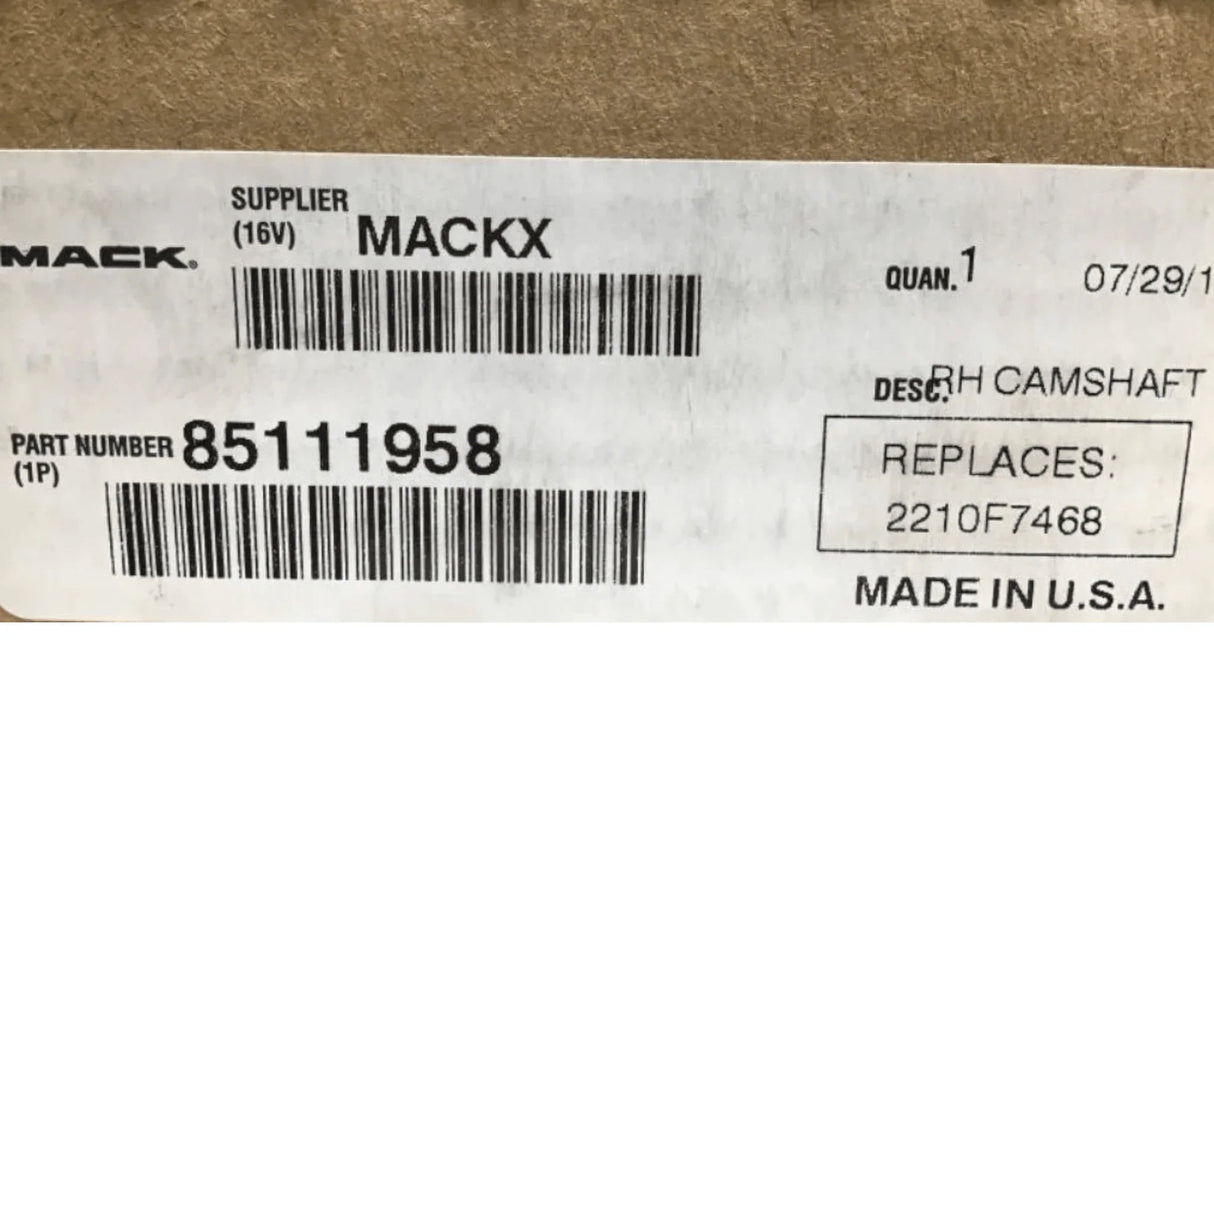 MACK®
SUPPLIER
(16V) MACKX
QUAN. 1 07/29/1
DESC. RH CAMSHAFT
PART NUMBER 85111958
(1P)
REPLACES:
2210F7468
MADE IN U.S.A.